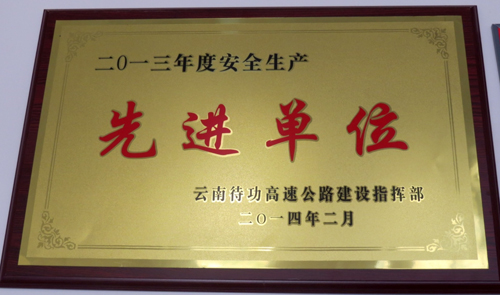 二〇一三年度安全生产
先进单位
云南待功高速公路建设指挥部
二〇一四年二月